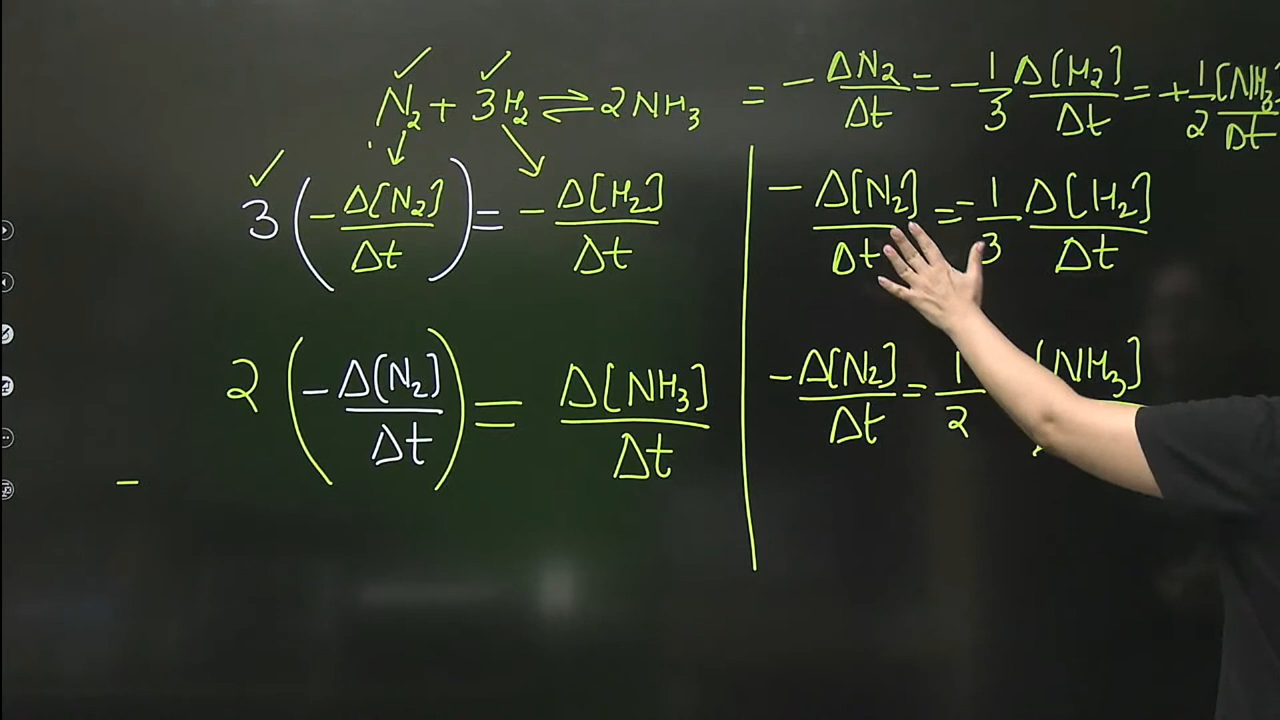 N₂ + 3H₂ ⇌ 2NH₃ = -ΔN₂/Δt = -1/3 Δ[H₂]/Δt = +1/2 [NH₃/Δt
3(-Δ[N₂]/Δt) = -Δ[H₂]/Δt
2(-Δ[N₂]/Δt) = Δ[NH₃]/Δt
-
-Δ[N₂]/Δt = -1/3 Δ[H₂]/Δt
-Δ[N₂]/Δt = 1/2 [NH₃]